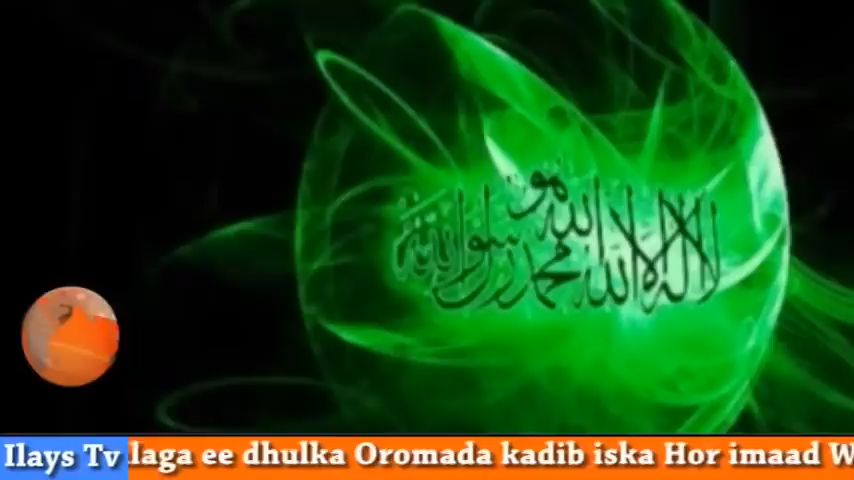 لا اله الا الله محمد رسول الله
Ilays Tv
laga ee dhulka Oromada kadib iska Hor imaad W